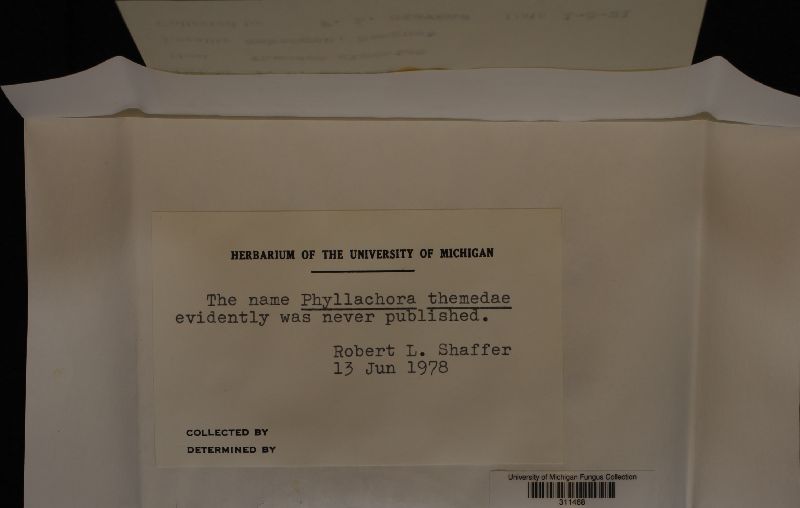 HERBARIUM OF THE UNIVERSITY OF MICHIGAN
The name Phyllachora themedae
evidently was never published.
Robert L. Shaffer
13 Jun 1978
COLLECTED BY
DETERMINED BY
University of Michigan Fungus Collection
311468